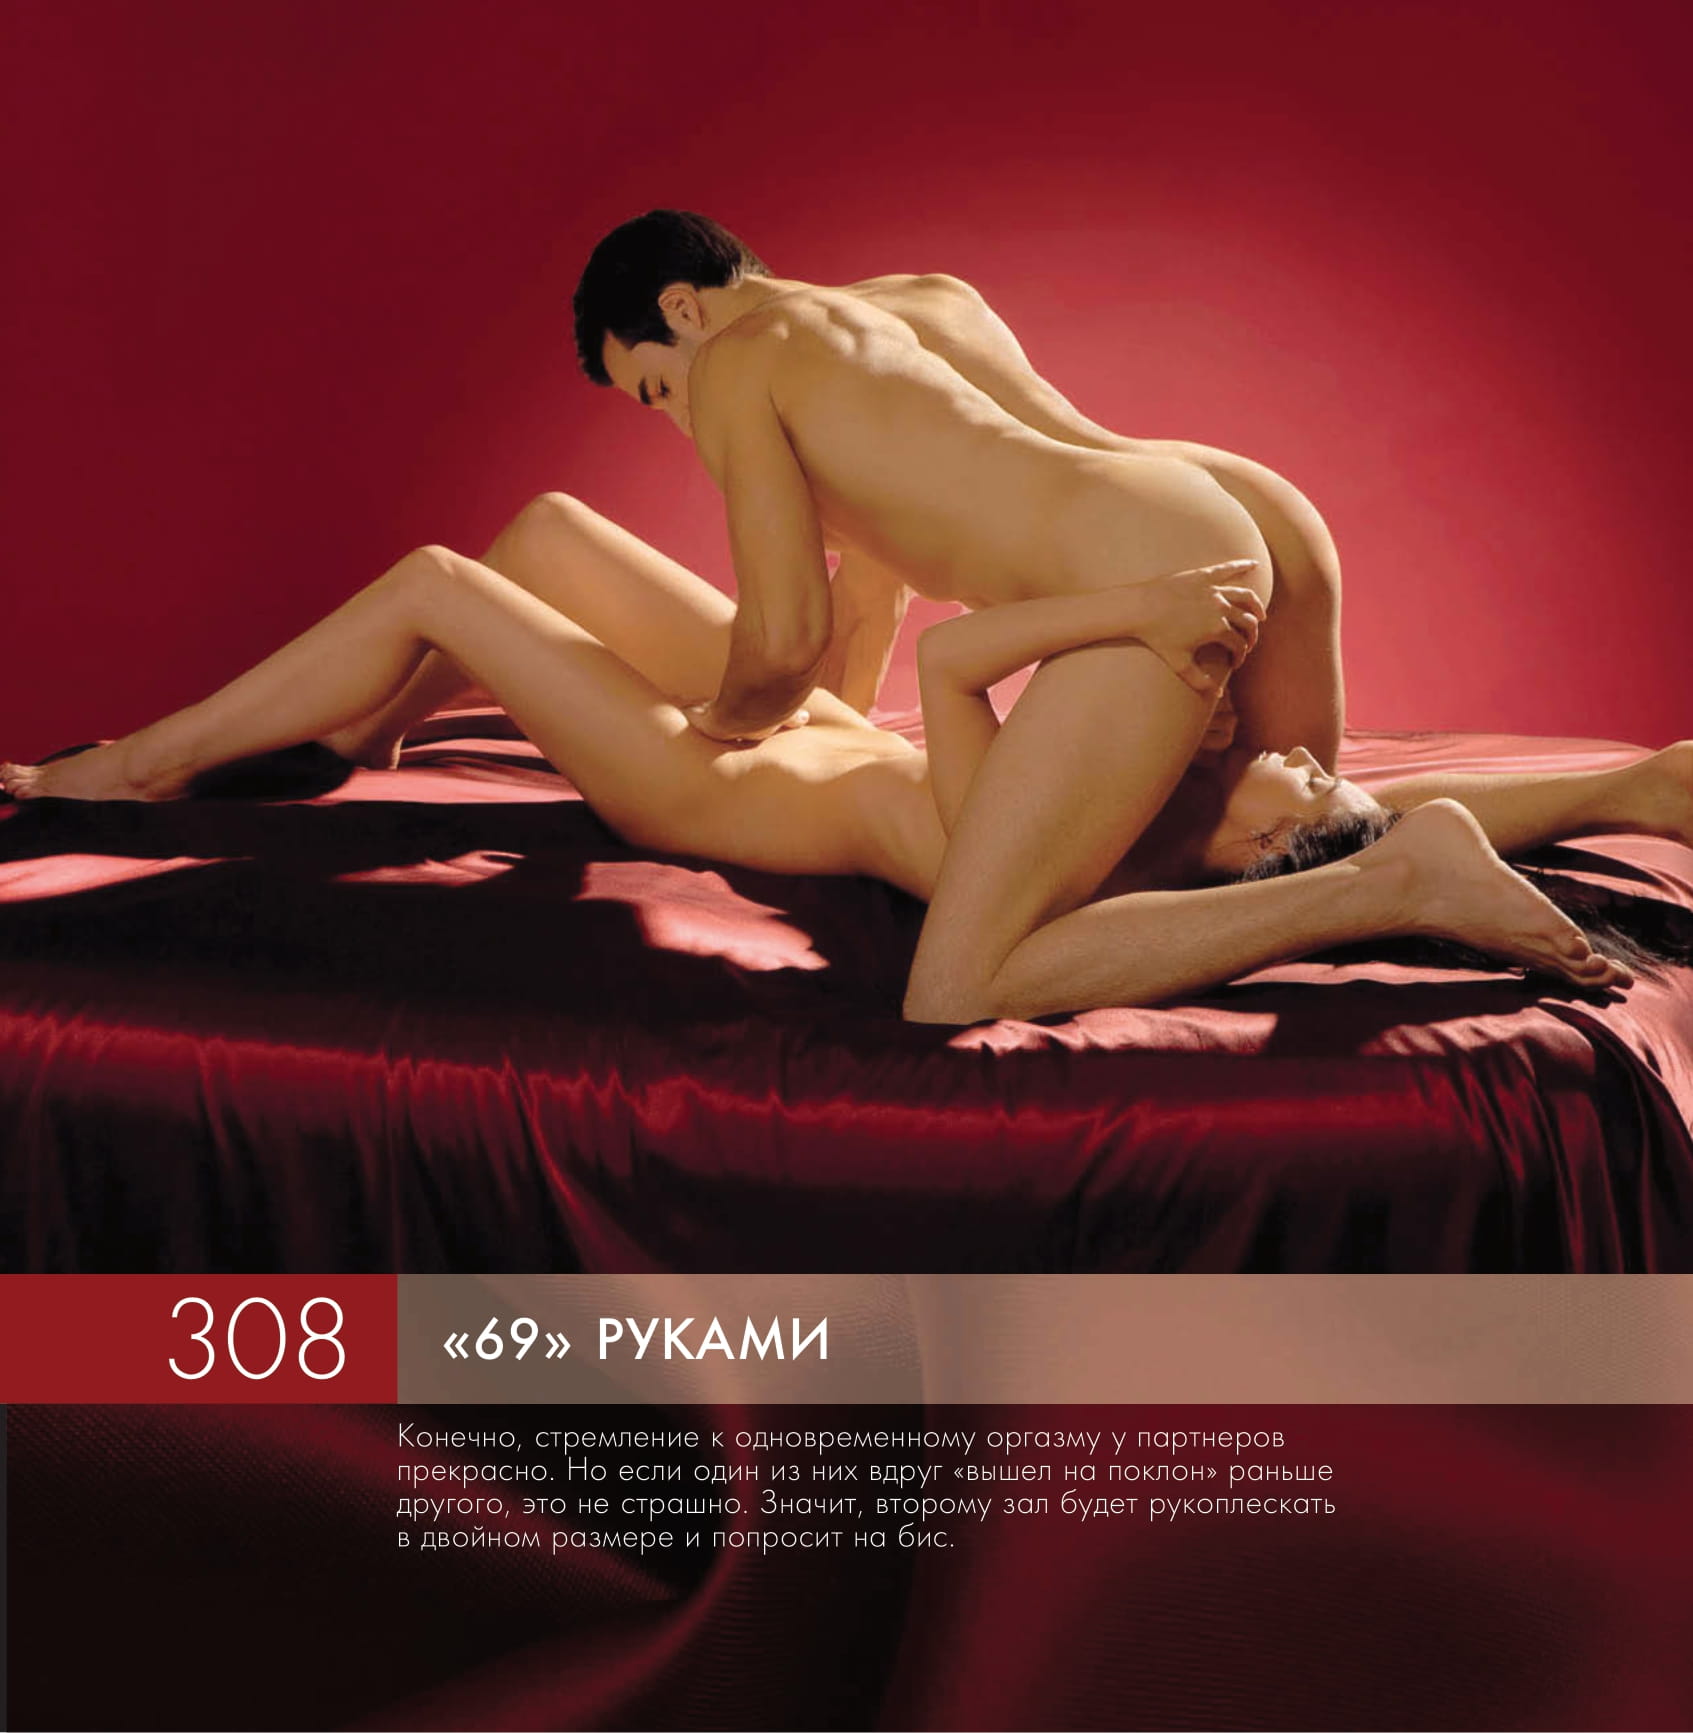 308
«69» РУКАМИ
Конечно, стремление к одновременному оргазму у партнеров
прекрасно. Но если один из них вдруг «вышел на поклон» раньше
другого, это не страшно. Значит, второму зал будет рукоплескать
в двойном размере и попросит на бис.